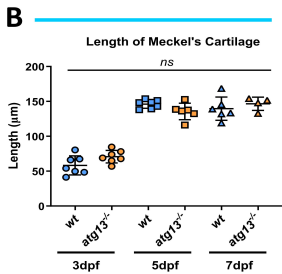 B
Length of Meckel's Cartilage
ns
Length (μm)
200
150
100
50
0
wt
atg13-/-
wt
atg13-/-
wt
atg13-/-
3dpf
5dpf
7dpf